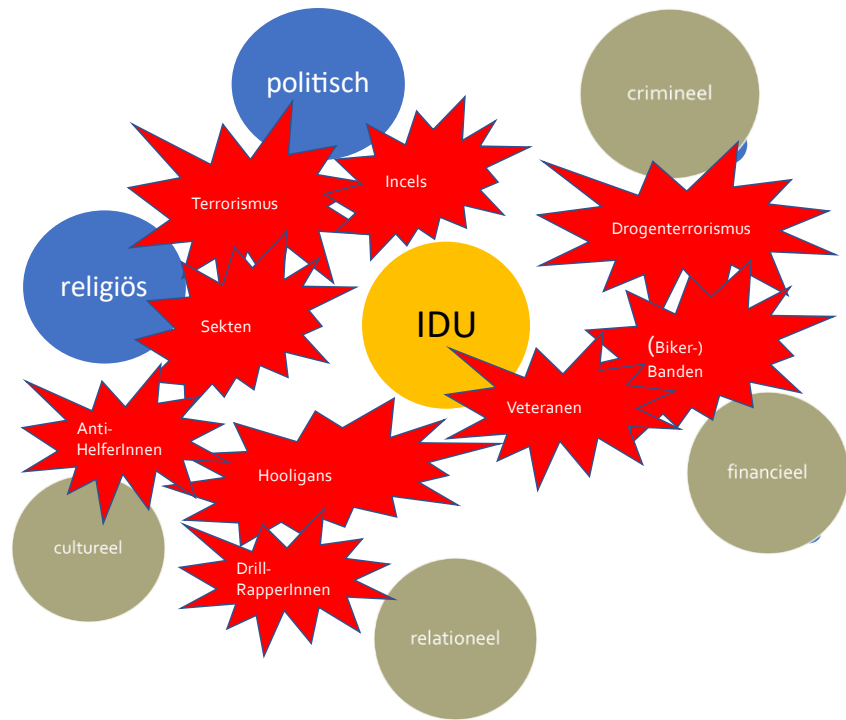 politisch
crimineel
Incels
Terrorismus
Drogenterrorismus
religiös
IDU
Sekten
(Biker-)
Banden
Veteranen
Anti-
HelferInnen
Hooligans
financieel
cultureel
Drill-
RapperInnen
relationeel